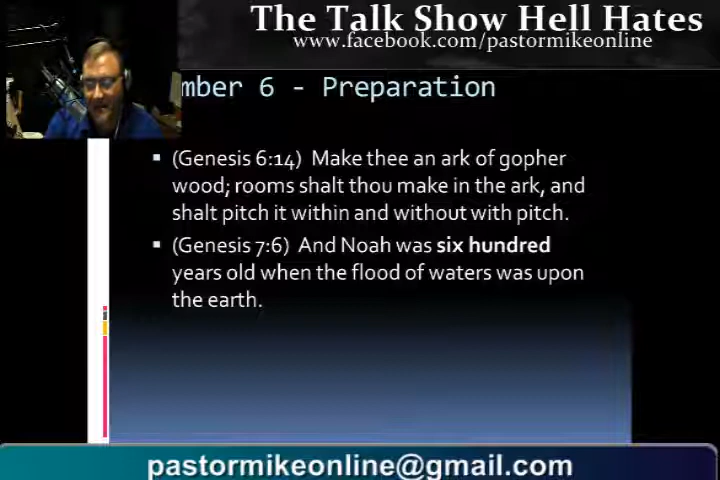 The Talk Show Hell Hates
www.facebook.com/pastormikeonline
mber 6 - Preparation
(Genesis 6:14) Make thee an ark of gopher
wood; rooms shalt thou make in the ark, and
shalt pitch it within and without with pitch.
(Genesis 7:6) And Noah was six hundred
years old when the flood of waters was upon
the earth.
pastormikeonline@gmail.com